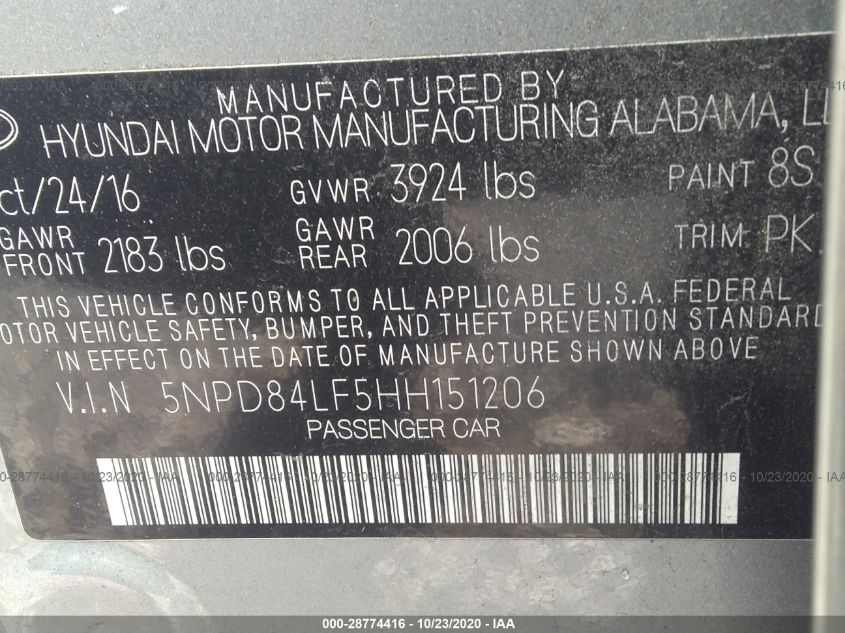 MANUFACTURED BY
HYUNDAI MOTOR MANUFACTURING ALABAMA, LL
ct/24/16 GVWR 3924 lbs PAINT 8S
GAWR FRONT 2183 lbs GAWR REAR 2006 lbs TRIM PK
THIS VEHICLE CONFORMS TO ALL APPLICABLE U.S.A. FEDERAL
OTOR VEHICLE SAFETY, BUMPER, AND THEFT PREVENTION STANDARD
IN EFFECT ON THE DATE OF MANUFACTURE SHOWN ABOVE
V.I.N 5NPD84LF5HH151206
PASSENGER CAR
000-28774416 - 10/23/2020 - IAA